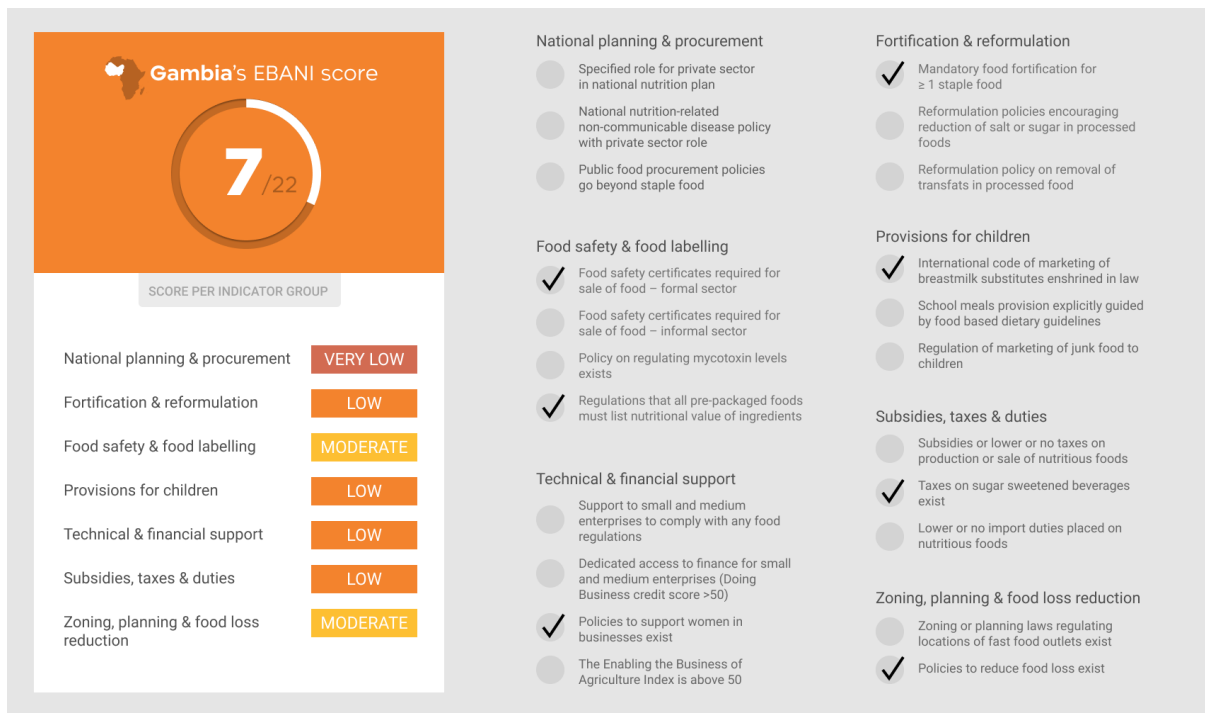 Gambia's EBANI score
7/22
SCORE PER INDICATOR GROUP
National planning & procurement VERY LOW
Fortification & reformulation LOW
Food safety & food labelling MODERATE
Provisions for children LOW
Technical & financial support LOW
Subsidies, taxes & duties LOW
Zoning, planning & food loss
reduction MODERATE
National planning & procurement
Specified role for private sector
in national nutrition plan
National nutrition-related
non-communicable disease policy
with private sector role
Public food procurement policies
go beyond staple food
Food safety & food labelling
Food safety certificates required for
sale of food – formal sector
Food safety certificates required for
sale of food – informal sector
Policy on regulating mycotoxin levels
exists
Regulations that all pre-packaged foods
must list nutritional value of ingredients
Technical & financial support
Support to small and medium
enterprises to comply with any food
regulations
Dedicated access to finance for small
and medium enterprises (Doing
Business credit score >50)
Policies to support women in
businesses exist
The Enabling the Business of
Agriculture Index is above 50
Fortification & reformulation
Mandatory food fortification for
≥ 1 staple food
Reformulation policies encouraging
reduction of salt or sugar in processed
foods
Reformulation policy on removal of
transfats in processed food
Provisions for children
International code of marketing of
breastmilk substitutes enshrined in law
School meals provision explicitly guided
by food based dietary guidelines
Regulation of marketing of junk food to
children
Subsidies, taxes & duties
Subsidies or lower or no taxes on
production or sale of nutritious foods
Taxes on sugar sweetened beverages
exist
Lower or no import duties placed on
nutritious foods
Zoning, planning & food loss reduction
Zoning or planning laws regulating
locations of fast food outlets exist
Policies to reduce food loss exist